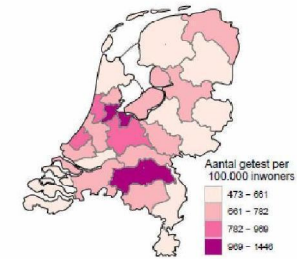 Aantal getest per
100.000 inwoners
473 – 661
661 – 782
782 – 969
969 – 1446